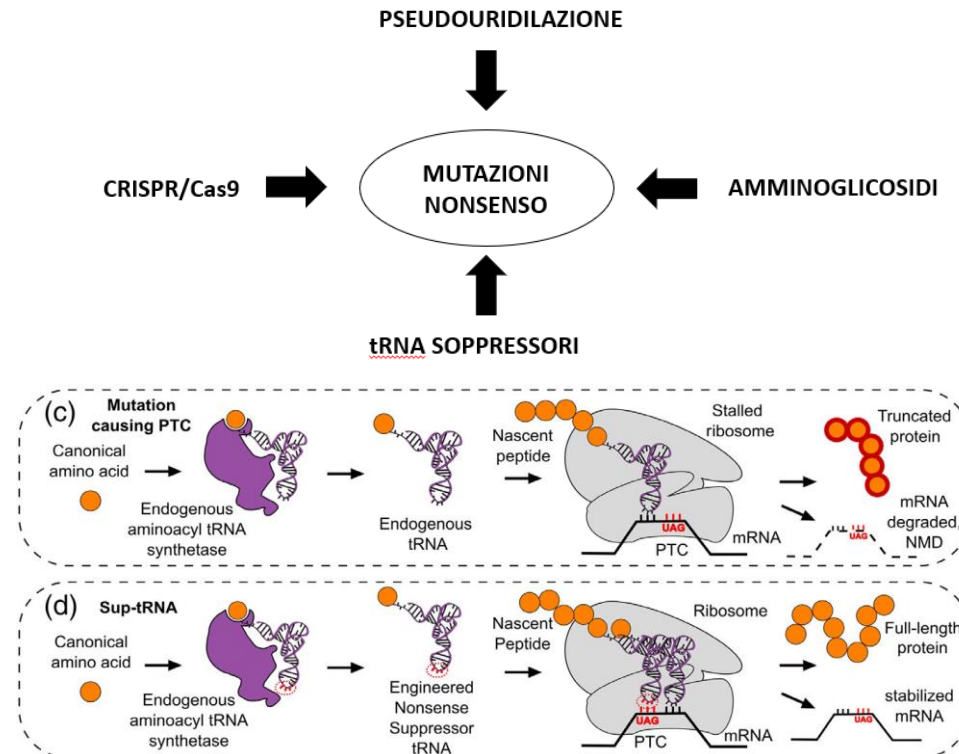 PSEUDOURIDILAZIONE
CRISPR/Cas9
MUTAZIONI
NONSENSO
AMMINOGLICOSIDI
tRNA SOPPRESSORI
(c) Mutation
causing PTC
Canonical
amino acid
Endogenous
aminoacyl tRNA
synthetase
Endogenous
tRNA
Nascent
peptide
Stalled
ribosome
UAG
PTC
mRNA
Truncated
protein
mRNA
degraded,
NMD
UAG
(d) Sup-tRNA
Canonical
amino acid
Endogenous
aminoacyl tRNA
synthetase
Engineered
Nonsense
Suppressor
tRNA
Nascent
Peptide
Ribosome
UAG
PTC
mRNA
Full-length
protein
stabilized
mRNA
UAG